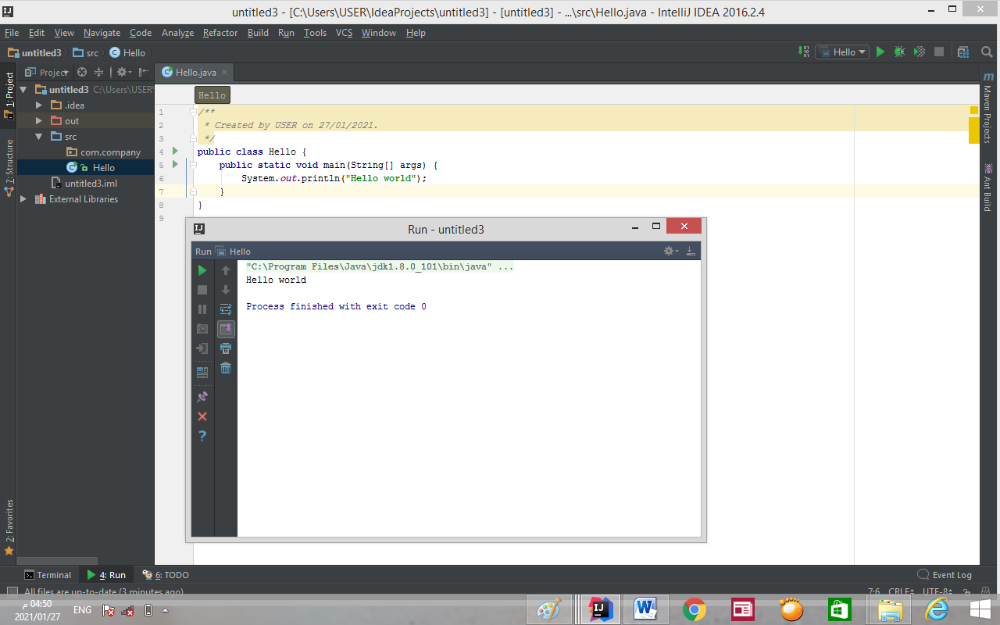 untitled3 - [C:\Users\USER\IdeaProjects\untitled3] - [untitled3] - ...\src\Hello.java - IntelliJ IDEA 2016.2.4
File Edit View Navigate Code Analyze Refactor Build Run Tools VCS Window Help
untitled3 src Hello
Hello
1: Project
7: Structure
2: Favorites
Project
untitled3 C:\Users\USER
.idea
out
src
com.company
Hello
untitled3.iml
External Libraries
Hello.java
Hello
1 /**
2 * Created by USER on 27/01/2021.
3 */
4 public class Hello {
5 public static void main(String[] args) {
6 System.out.println("Hello world");
7 }
8 }
9
Maven Projects
Ant Build
Run - untitled3
Run Hello
"C:\Program Files\Java\jdk1.8.0_101\bin\java" ...
Hello world
Process finished with exit code 0
Terminal 4: Run 6: TODO Event Log
All files are up-to-date (3 minutes ago) 7:6 CRLF UTF-8
04:50 م
2021/01/27
ENG